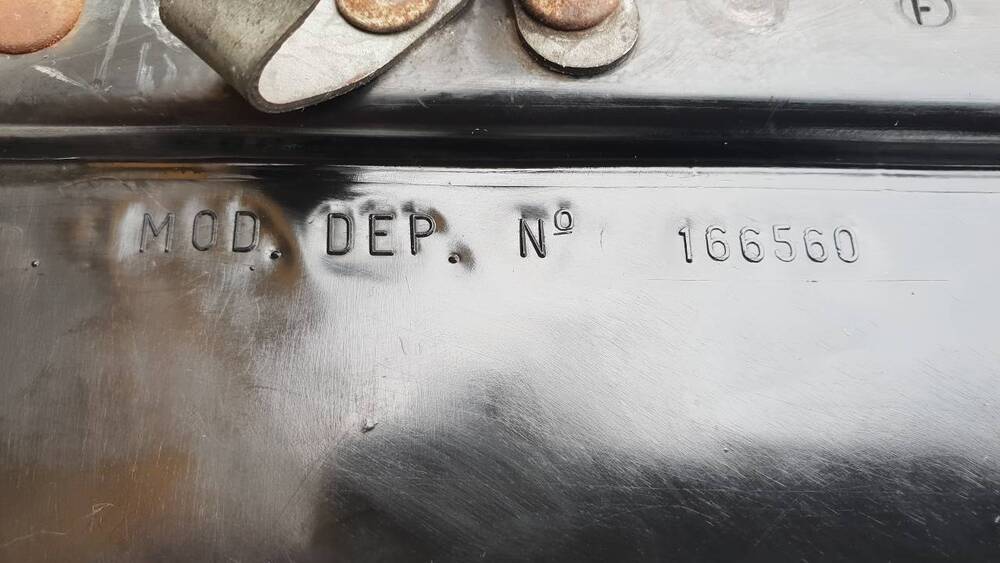 F
MOD. DEP. Nº 166560